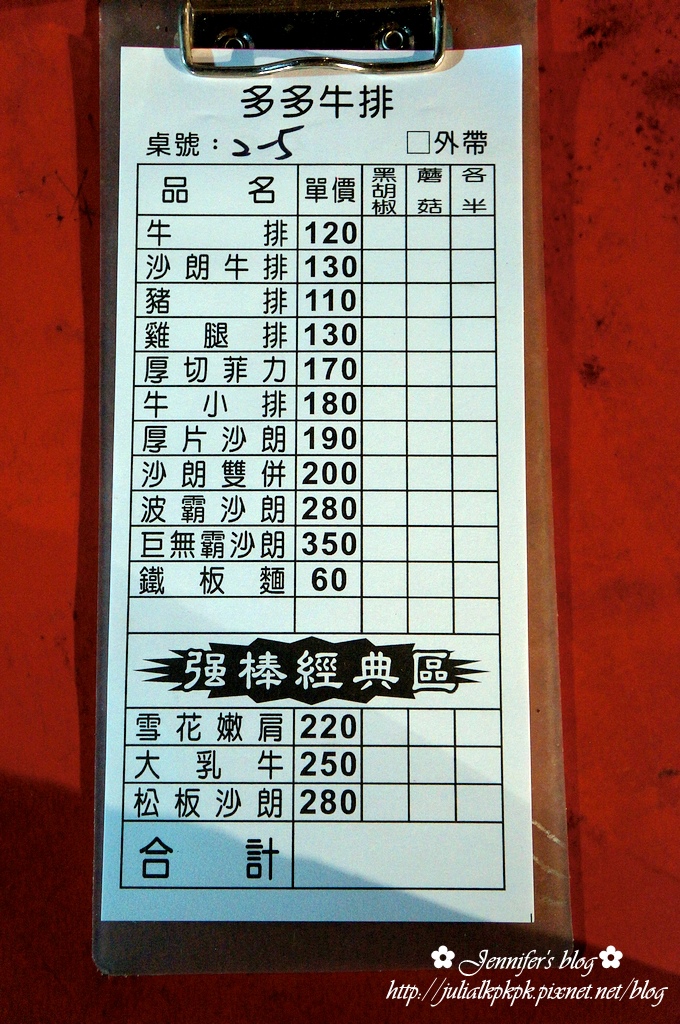 多多牛排
桌號：25 □外帶
品名 單價 黑胡椒 蘑菇 各半
牛排 120
沙朗牛排 130
豬排 110
雞腿排 130
厚切菲力 170
牛小排 180
厚片沙朗 190
沙朗雙併 200
波霸沙朗 280
巨無霸沙朗 350
鐵板麵 60
强棒經典區
雪花嫩肩 220
大乳牛 250
松板沙朗 280
合計
Jennifer's blog
http://julialkpkpk.pixnet.net/blog